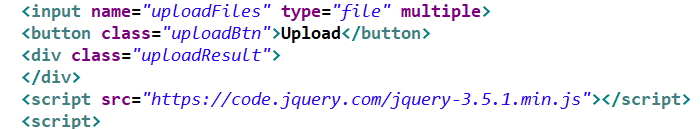 <input name="uploadFiles" type="file" multiple>
<button class="uploadBtn">Upload</button>
<div class="uploadResult">
</div>
<script src="https://code.jquery.com/jquery-3.5.1.min.js"></script>
<script>